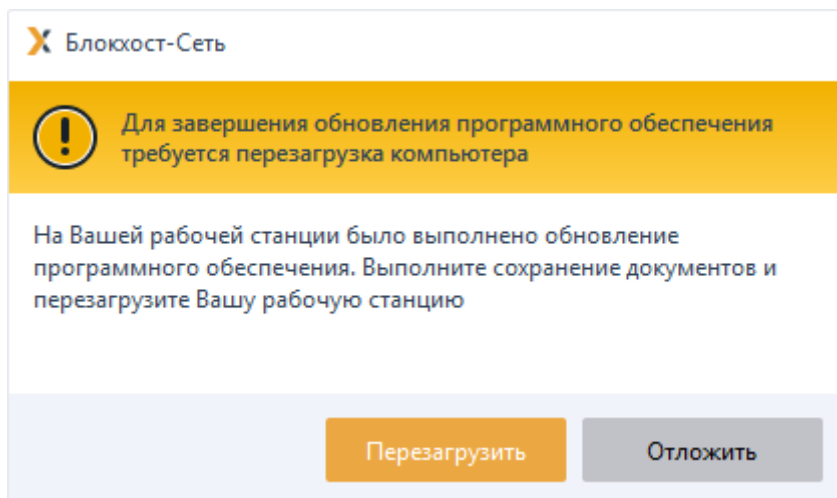 Блокхост-Сеть
Для завершения обновления программного обеспечения
требуется перезагрузка компьютера
На Вашей рабочей станции было выполнено обновление
программного обеспечения. Выполните сохранение документов и
перезагрузите Вашу рабочую станцию
Перезагрузить
Отложить